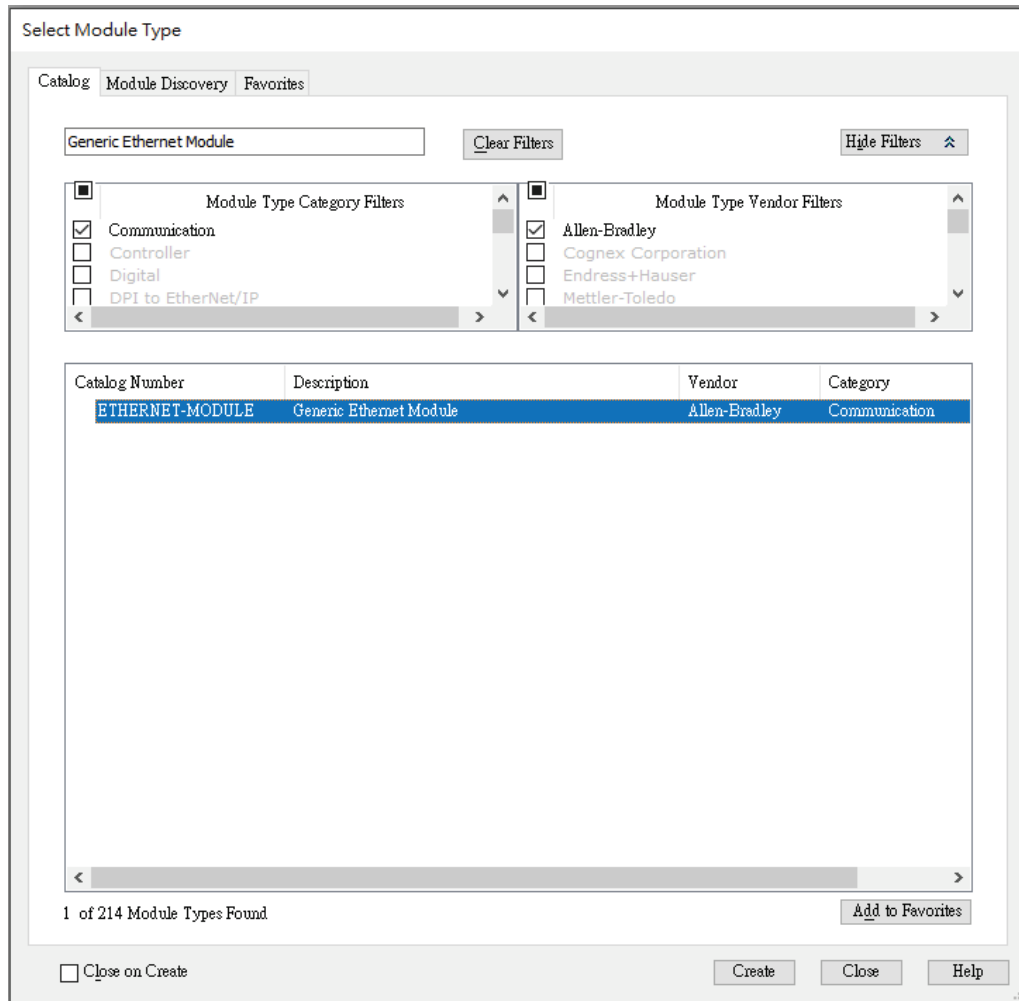 Select Module Type
Catalog Module Discovery Favorites
Generic Ethernet Module Clear Filters Hide Filters
Module Type Category Filters
Communication
Controller
Digital
DPI to EtherNet/IP
Module Type Vendor Filters
Allen-Bradley
Cognex Corporation
Endress+Hauser
Mettler-Toledo
Catalog Number Description Vendor Category
ETHERNET-MODULE Generic Ethernet Module Allen-Bradley Communication
1 of 214 Module Types Found Add to Favorites
Close on Create Create Close Help